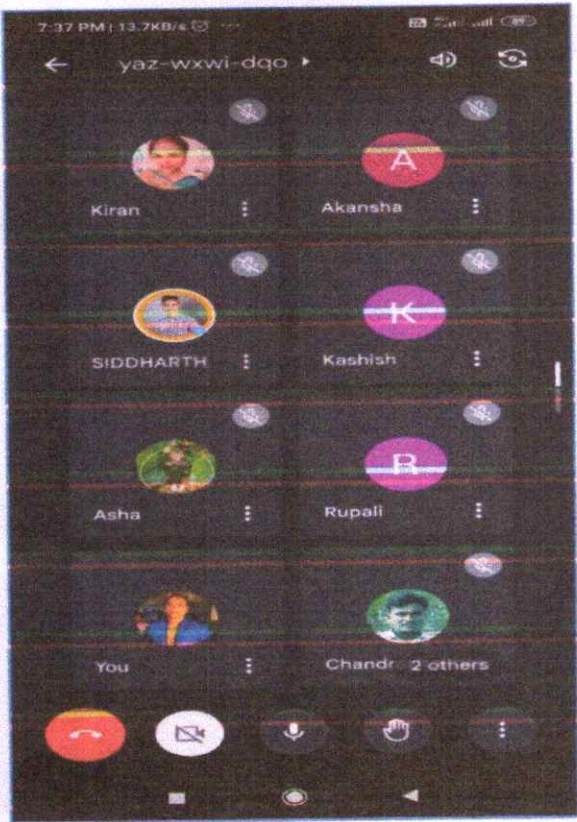 7:37 PM | 13.7KB/s
yaz-wxwi-dqo
A
Kiran
Akansha
K
SIDDHARTH
Kashish
R
Asha
Rupali
You
Chandr 2 others